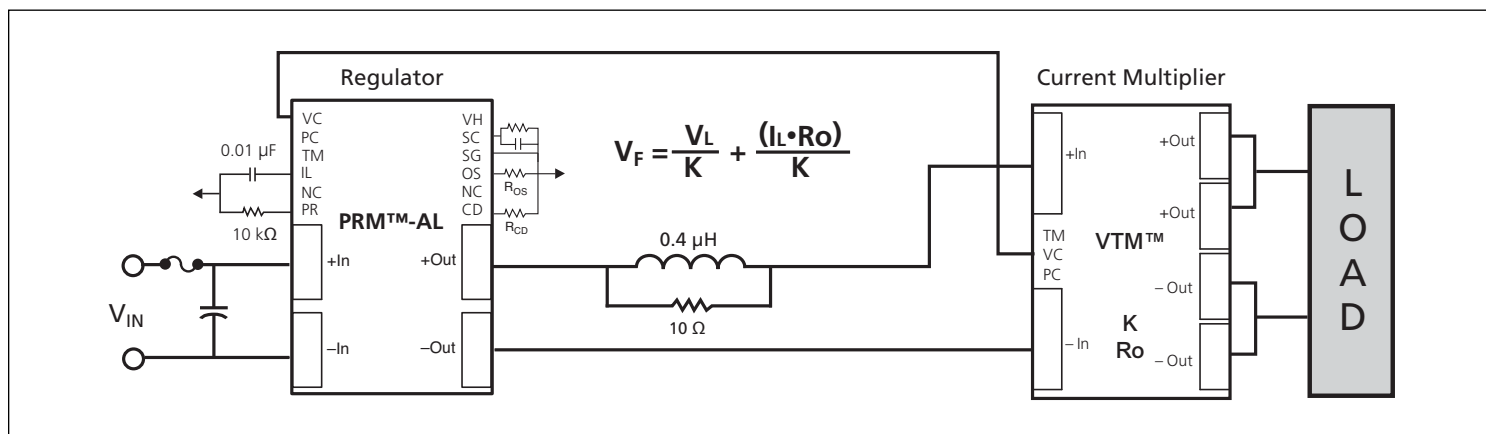 Regulator
Current Multiplier
VC
PC
TM
IL
NC
PR
VH
SC
SG
OS
NC
CD
0.01 µF
10 kΩ
R_OS
R_CD
PRM™-AL
+In
–In
+Out
–Out
V_IN
V_F = V_L/K + (I_L•Ro)/K
0.4 µH
10 Ω
+In
TM
VC
PC
– In
VTM™
K
Ro
+Out
+Out
– Out
– Out
LOAD